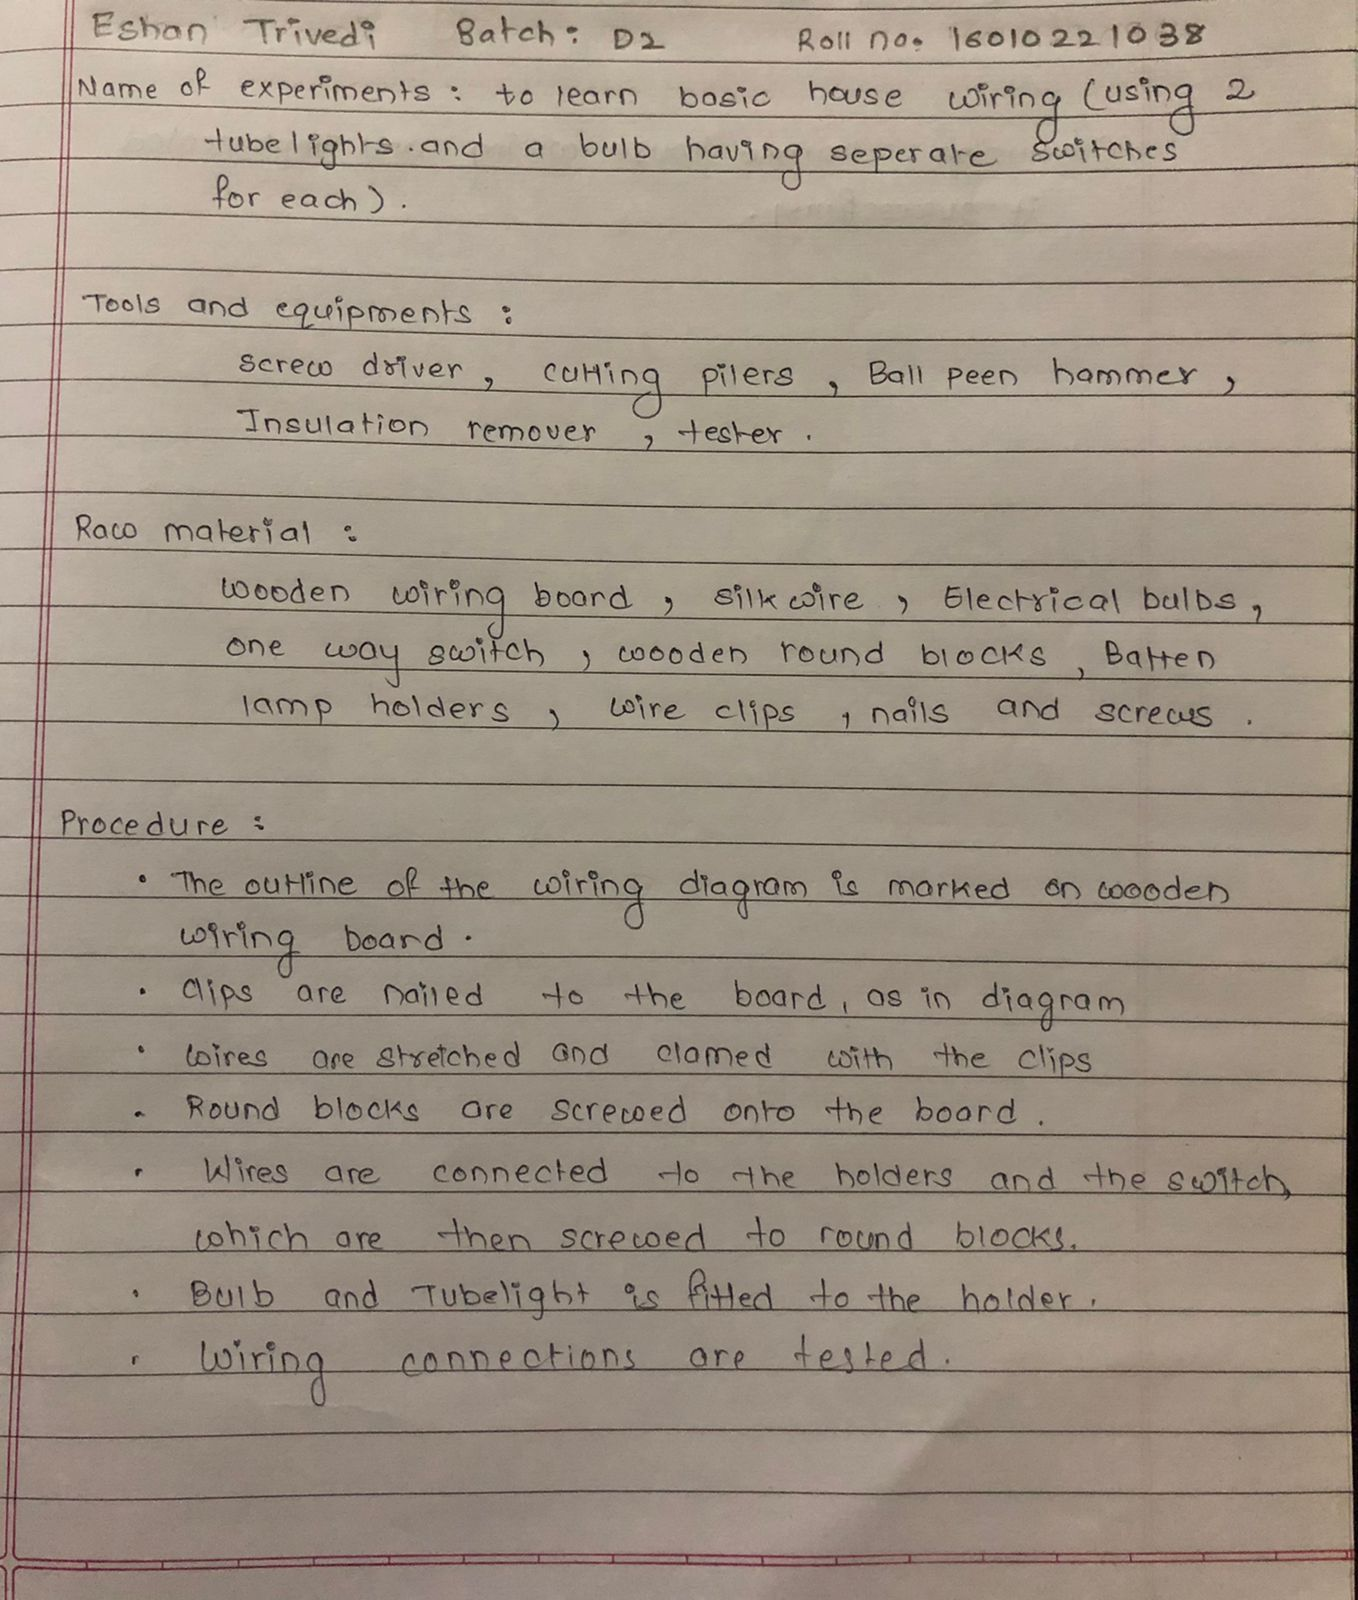 Eshan Trivedi Batch: D2 Roll no. 16010221038
Name of experiments: to learn basic house wiring (using 2
tubelights. and a bulb having seperate switches
for each).
Tools and equipments :
screw driver, cutting pilers, Ball peen hammer,
Insulation remover, tester.
Raw material :
wooden wiring board, silk wire, Electrical bulbs,
one way switch, wooden round blocks, Batten
lamp holders, wire clips, nails and screws.
Procedure :
• The outline of the wiring diagram is marked on wooden
wiring board.
• Clips are nailed to the board, as in diagram
• wires are stretched and clamed with the clips
• Round blocks are screwed onto the board.
• Wires are connected to the holders and the switch,
which are then screwed to round blocks.
• Bulb and Tubelight is fitted to the holder.
• Wiring connections are tested.